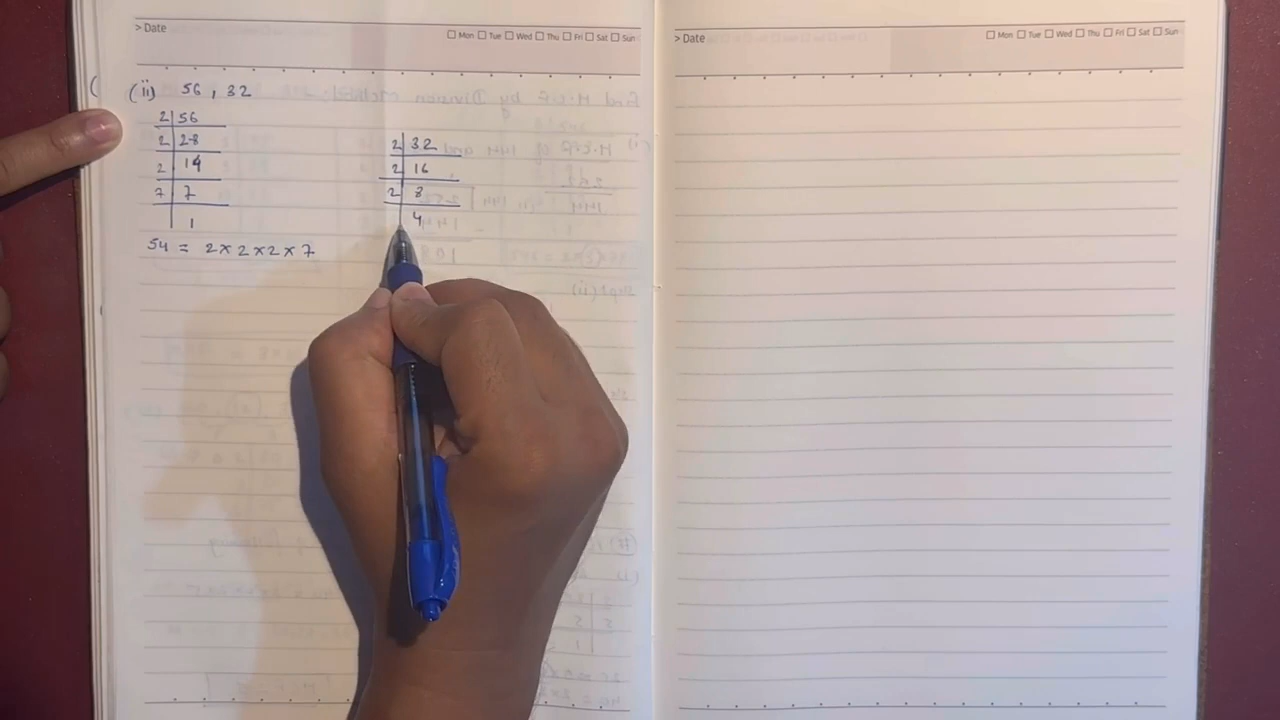 > Date
Mon Tue Wed Thu Fri Sat Sun
(ii) 56 , 32
2 56
2 28
2 14
7 7
1
54 = 2 × 2 × 2 × 7
2 32
2 16
2 8
4
> Date
Mon Tue Wed Thu Fri Sat Sun